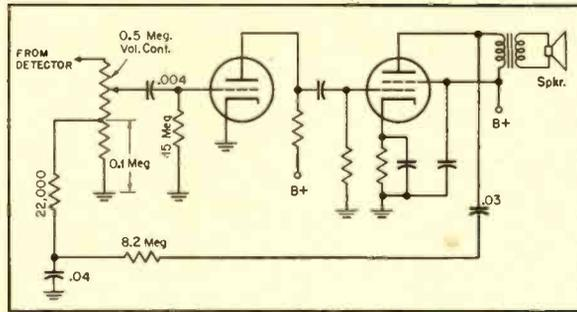 0.5 Meg.
Vol. Cont.
FROM
DETECTOR
.004
.15 Meg
0.1 Meg
22,000
B+
B+
Spkr.
.03
8.2 Meg
.04